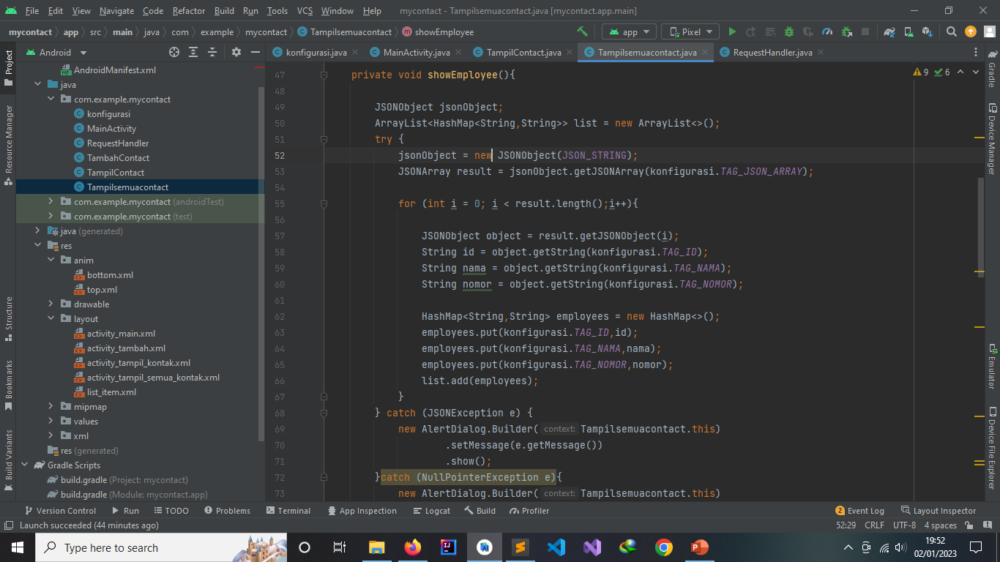 File Edit View Navigate Code Refactor Build Run Tools VCS Window Help mycontact - Tampilsemuacontact.java [mycontact.app.main]
mycontact app src main java com example mycontact Tampilsemuacontact showEmployee app Pixel
Android
konfigurasi.java MainActivity.java TampilContact.java Tampilsemuacontact.java RequestHandler.java
Project
Resource Manager
Structure
Bookmarks
Build Variants
AndroidManifest.xml
java
com.example.mycontact
konfigurasi
MainActivity
RequestHandler
TambahContact
TampilContact
Tampilsemuacontact
com.example.mycontact (androidTest)
com.example.mycontact (test)
java (generated)
res
anim
bottom.xml
top.xml
drawable
layout
activity_main.xml
activity_tambah.xml
activity_tampil_kontak.xml
activity_tampil_semua_kontak.xml
list_item.xml
mipmap
values
xml
res (generated)
Gradle Scripts
build.gradle (Project: mycontact)
build.gradle (Module: mycontact.app)
9 6
47 private void showEmployee(){
48
49 JSONObject jsonObject;
50 ArrayList<HashMap<String,String>> list = new ArrayList<>();
51 try {
52 jsonObject = new JSONObject(JSON_STRING);
53 JSONArray result = jsonObject.getJSONArray(konfigurasi.TAG_JSON_ARRAY);
54
55 for (int i = 0; i < result.length();i++){
56
57 JSONObject object = result.getJSONObject(i);
58 String id = object.getString(konfigurasi.TAG_ID);
59 String nama = object.getString(konfigurasi.TAG_NAMA);
60 String nomor = object.getString(konfigurasi.TAG_NOMOR);
61
62 HashMap<String,String> employees = new HashMap<>();
63 employees.put(konfigurasi.TAG_ID,id);
64 employees.put(konfigurasi.TAG_NAMA,nama);
65 employees.put(konfigurasi.TAG_NOMOR,nomor);
66 list.add(employees);
67 }
68 } catch (JSONException e) {
69 new AlertDialog.Builder( context: Tampilsemuacontact.this)
70 .setMessage(e.getMessage())
71 .show();
72 }catch (NullPointerException e){
73 new AlertDialog.Builder( context: Tampilsemuacontact.this)
Gradle
Device Manager
Emulator
Device File Explorer
Version Control Run TODO Problems Terminal App Inspection Logcat Build Profiler 2 Event Log Layout Inspector
Launch succeeded (44 minutes ago) 52:29 CRLF UTF-8 4 spaces
Type here to search
19:52
02/01/2023